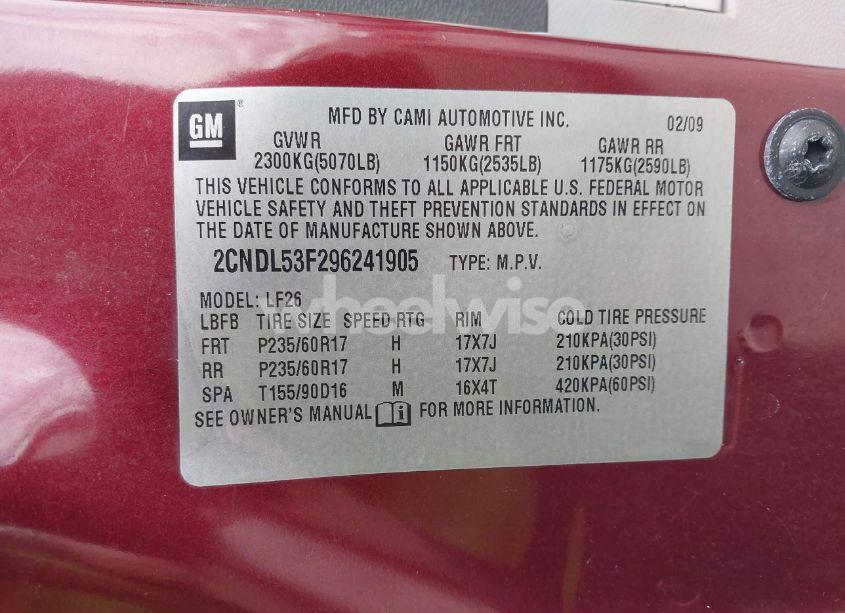 GM ® MFD BY CAMI AUTOMOTIVE INC. 02/09
GVWR GAWR FRT GAWR RR
2300KG(5070LB) 1150KG(2535LB) 1175KG(2590LB)
THIS VEHICLE CONFORMS TO ALL APPLICABLE U.S. FEDERAL MOTOR
VEHICLE SAFETY AND THEFT PREVENTION STANDARDS IN EFFECT ON
THE DATE OF MANUFACTURE SHOWN ABOVE.
2CNDL53F296241905 TYPE: M.P.V.
MODEL: LF26
wheelwise
LBFB TIRE SIZE SPEED RTG RIM COLD TIRE PRESSURE
FRT P235/60R17 H 17X7J 210KPA(30PSI)
RR P235/60R17 H 17X7J 210KPA(30PSI)
SPA T155/90D16 M 16X4T 420KPA(60PSI)
SEE OWNER'S MANUAL FOR MORE INFORMATION.